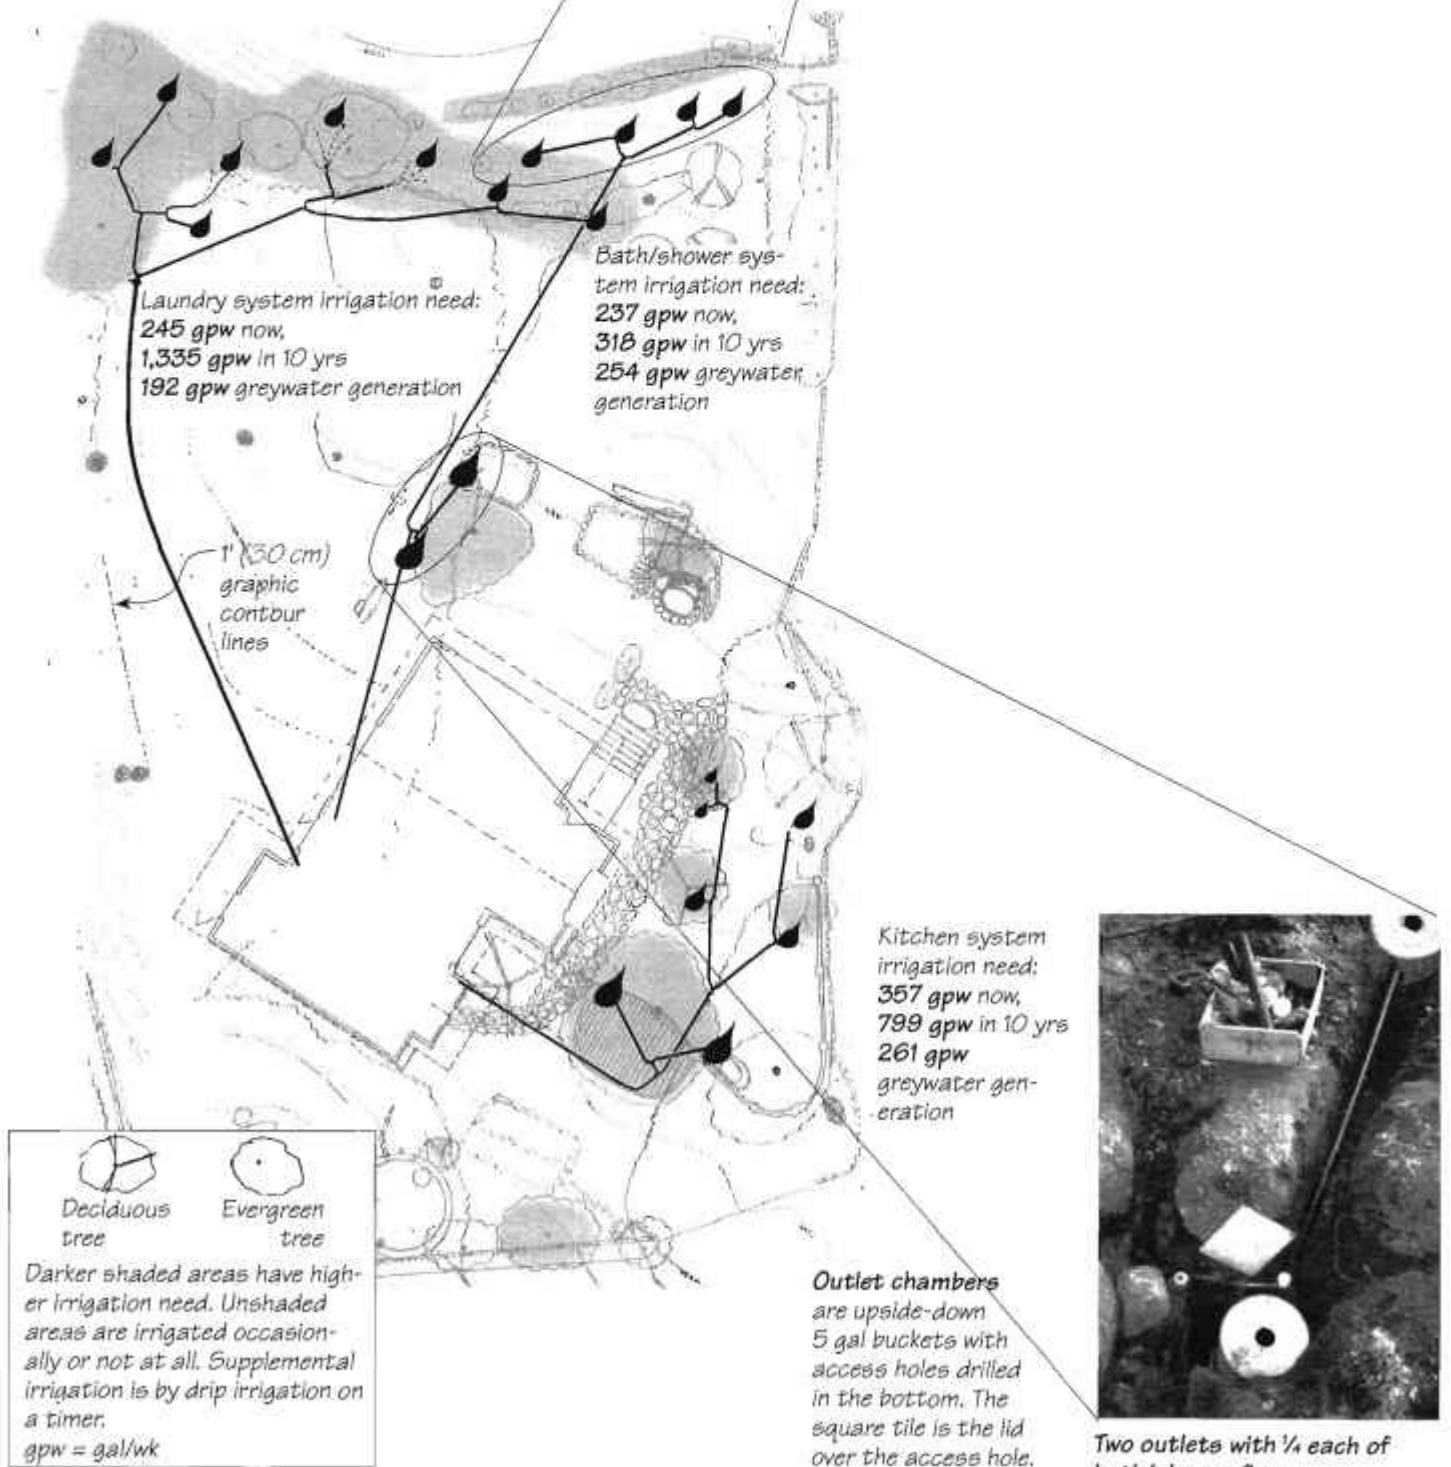 Laundry system irrigation need:
245 gpw now,
1,335 gpw in 10 yrs
192 gpw greywater generation
Bath/shower sys-
tem irrigation need:
237 gpw now,
318 gpw in 10 yrs
254 gpw greywater
generation
1' (30 cm)
graphic
contour
lines
Kitchen system
irrigation need:
357 gpw now,
799 gpw in 10 yrs
261 gpw
greywater gen-
eration
Deciduous
tree
Evergreen
tree
Darker shaded areas have high-
er irrigation need. Unshaded
areas are irrigated occasion-
ally or not at all. Supplemental
irrigation is by drip irrigation on
a timer.
gpw = gal/wk
Outlet chambers
are upside-down
5 gal buckets with
access holes drilled
in the bottom. The
square tile is the lid
over the access hole.
Two outlets with ¼ each of